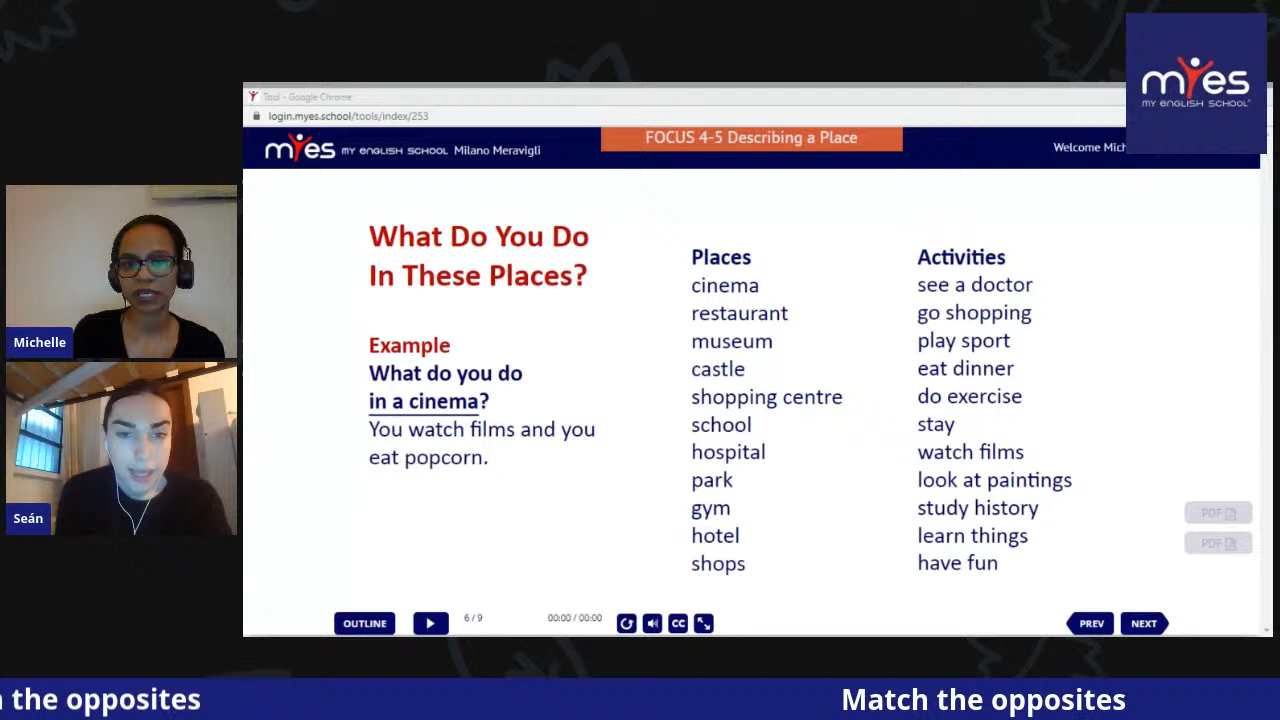 myes
MY ENGLISH SCHOOL
Tool - Google Chrome
login.myes.school/tools/index/253
myes MY ENGLISH SCHOOL Milano Meravigli
FOCUS 4-5 Describing a Place
Welcome Mich
What Do You Do
In These Places?
Example
What do you do
in a cinema?
You watch films and you
eat popcorn.
Places
cinema
restaurant
museum
castle
shopping centre
school
hospital
park
gym
hotel
shops
Activities
see a doctor
go shopping
play sport
eat dinner
do exercise
stay
watch films
look at paintings
study history
learn things
have fun
PDF
PDF
OUTLINE
6 / 9
00:00 / 00:00
CC
PREV
NEXT
Michelle
Seán
the opposites
Match the opposites